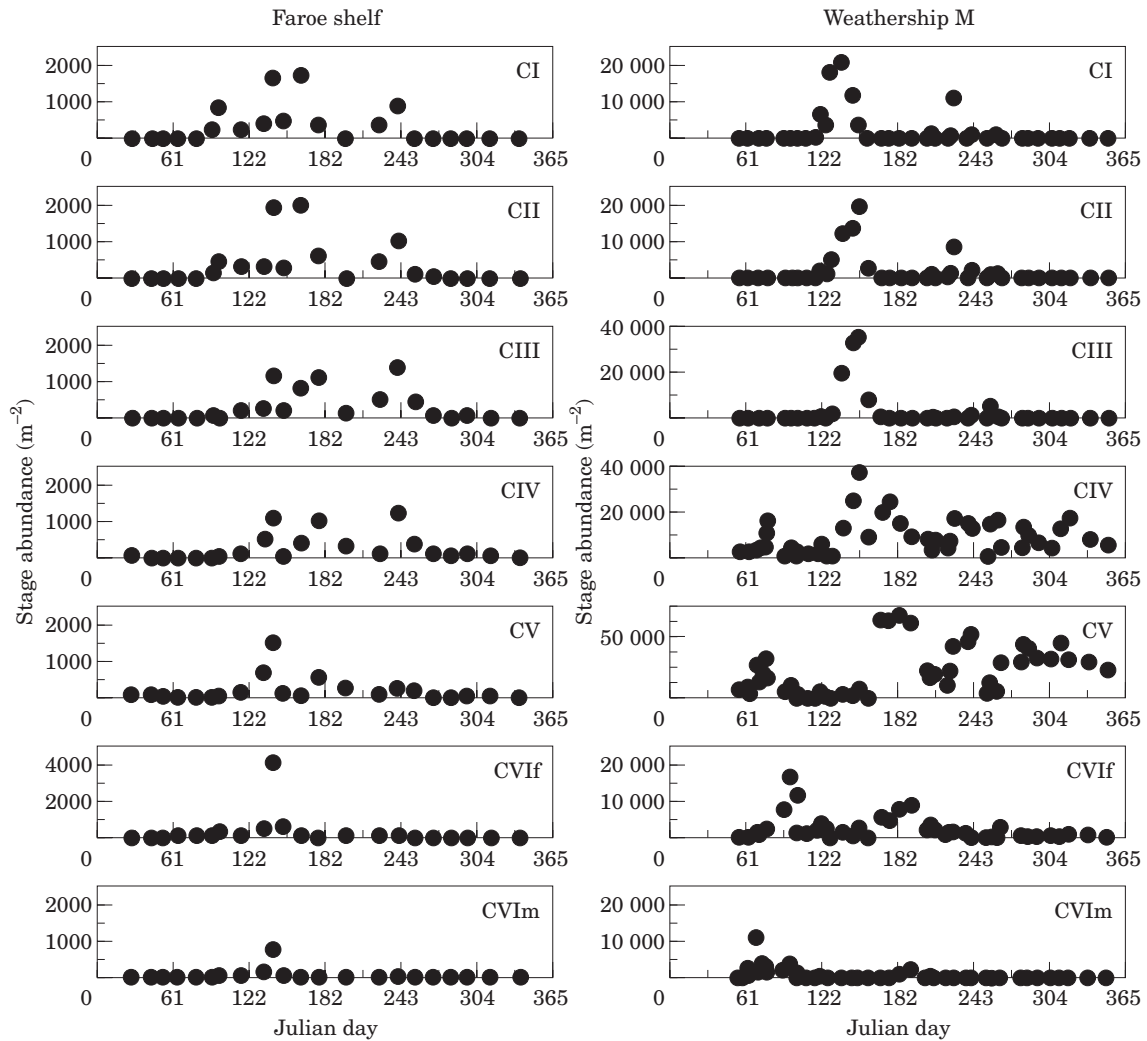 Faroe shelf Weathership M
2000 CI 20 000 CI
1000 10 000
0 61 122 182 243 304 365 0 61 122 182 243 304 365
2000 CII 20 000 CII
1000 10 000
0 61 122 182 243 304 365 0 61 122 182 243 304 365
2000 CIII 40 000 CIII
1000 20 000
0 61 122 182 243 304 365 0 61 122 182 243 304 365
Stage abundance (m⁻²) Stage abundance (m⁻²)
2000 CIV 40 000 CIV
1000 20 000
0 61 122 182 243 304 365 0 61 122 182 243 304 365
2000 CV CV
1000 50 000
0 61 122 182 243 304 365 0 61 122 182 243 304 365
4000 CVIf 20 000 CVIf
2000 10 000
0 61 122 182 243 304 365 0 61 122 182 243 304 365
2000 CVIm 20 000 CVIm
1000 10 000
0 61 122 182 243 304 365 0 61 122 182 243 304 365
Julian day Julian day